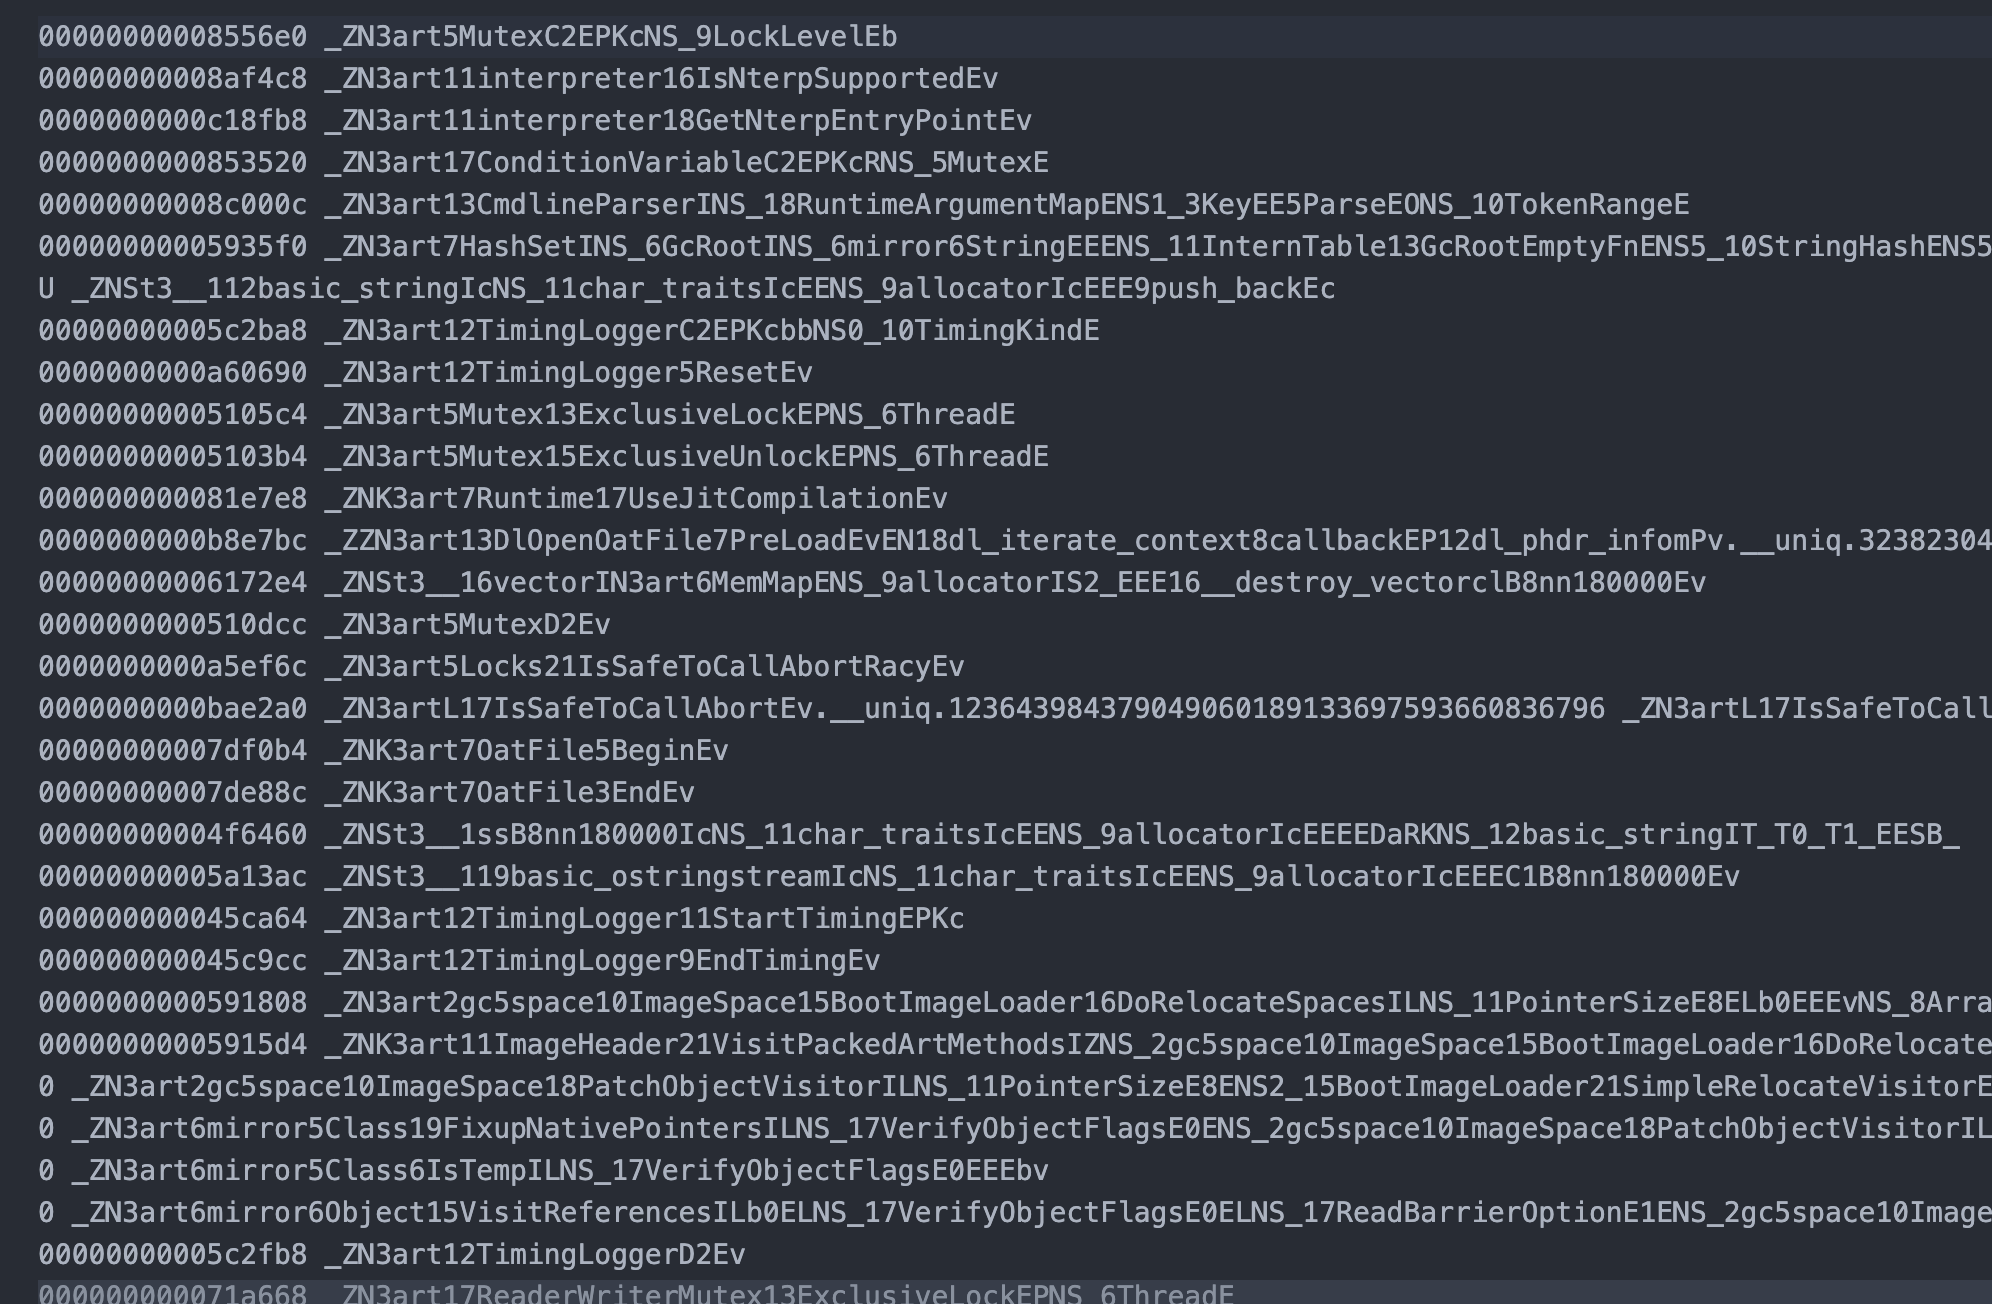 00000000008556e0 _ZN3art5MutexC2EPKcNS_9LockLevelEb
00000000008af4c8 _ZN3art11interpreter16IsNterpSupportedEv
0000000000c18fb8 _ZN3art11interpreter18GetNterpEntryPointEv
0000000000853520 _ZN3art17ConditionVariableC2EPKcRNS_5MutexE
00000000008c000c _ZN3art13CmdlineParserINS_18RuntimeArgumentMapENS1_3KeyEE5ParseEONS_10TokenRangeE
00000000005935f0 _ZN3art7HashSetINS_6GcRootINS_6mirror6StringEEENS_11InternTable13GcRootEmptyFnENS5_10StringHashENS5
U _ZNSt3__112basic_stringIcNS_11char_traitsIcEENS_9allocatorIcEEE9push_backEc
00000000005c2ba8 _ZN3art12TimingLoggerC2EPKcbbNS0_10TimingKindE
0000000000a60690 _ZN3art12TimingLogger5ResetEv
00000000005105c4 _ZN3art5Mutex13ExclusiveLockEPNS_6ThreadE
00000000005103b4 _ZN3art5Mutex15ExclusiveUnlockEPNS_6ThreadE
000000000081e7e8 _ZNK3art7Runtime17UseJitCompilationEv
0000000000b8e7bc _ZZN3art13DlOpenOatFile7PreLoadEvEN18dl_iterate_context8callbackEP12dl_phdr_infomPv.__uniq.32382304
00000000006172e4 _ZNSt3__16vectorIN3art6MemMapENS_9allocatorIS2_EEE16__destroy_vectorclB8nn180000Ev
0000000000510dcc _ZN3art5MutexD2Ev
0000000000a5ef6c _ZN3art5Locks21IsSafeToCallAbortRacyEv
0000000000bae2a0 _ZN3artL17IsSafeToCallAbortEv.__uniq.123643984379049060189133697593660836796 _ZN3artL17IsSafeToCall
00000000007df0b4 _ZNK3art7OatFile5BeginEv
00000000007de88c _ZNK3art7OatFile3EndEv
00000000004f6460 _ZNSt3__1ssB8nn180000IcNS_11char_traitsIcEENS_9allocatorIcEEEEDaRKNS_12basic_stringIT_T0_T1_EESB_
00000000005a13ac _ZNSt3__119basic_ostringstreamIcNS_11char_traitsIcEENS_9allocatorIcEEEC1B8nn180000Ev
000000000045ca64 _ZN3art12TimingLogger11StartTimingEPKc
000000000045c9cc _ZN3art12TimingLogger9EndTimingEv
0000000000591808 _ZN3art2gc5space10ImageSpace15BootImageLoader16DoRelocateSpacesILNS_11PointerSizeE8ELb0EEEvNS_8Arra
00000000005915d4 _ZNK3art11ImageHeader21VisitPackedArtMethodsIZNS_2gc5space10ImageSpace15BootImageLoader16DoRelocate
0 _ZN3art2gc5space10ImageSpace18PatchObjectVisitorILNS_11PointerSizeE8ENS2_15BootImageLoader21SimpleRelocateVisitorE
0 _ZN3art6mirror5Class19FixupNativePointersILNS_17VerifyObjectFlagsE0ENS_2gc5space10ImageSpace18PatchObjectVisitorIL
0 _ZN3art6mirror5Class6IsTempILNS_17VerifyObjectFlagsE0EEEbv
0 _ZN3art6mirror6Object15VisitReferencesILb0ELNS_17VerifyObjectFlagsE0ELNS_17ReadBarrierOptionE1ENS_2gc5space10Image
00000000005c2fb8 _ZN3art12TimingLoggerD2Ev
000000000071a668 _ZN3art17ReaderWriterMutex13ExclusiveLockEPNS_6ThreadE